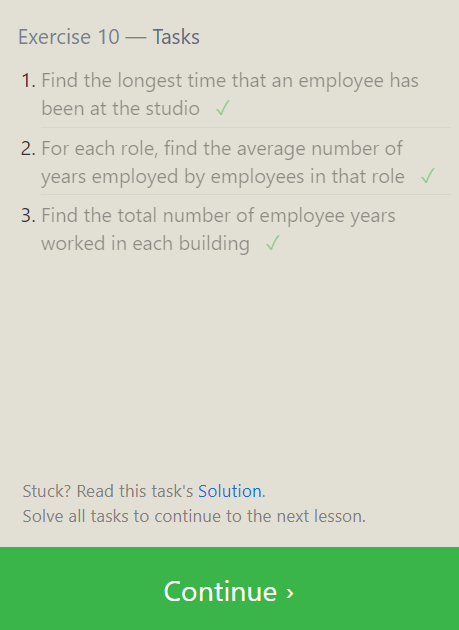 Exercise 10 — Tasks
1. Find the longest time that an employee has
been at the studio ✓
2. For each role, find the average number of
years employed by employees in that role ✓
3. Find the total number of employee years
worked in each building ✓
Stuck? Read this task's Solution.
Solve all tasks to continue to the next lesson.
Continue ›